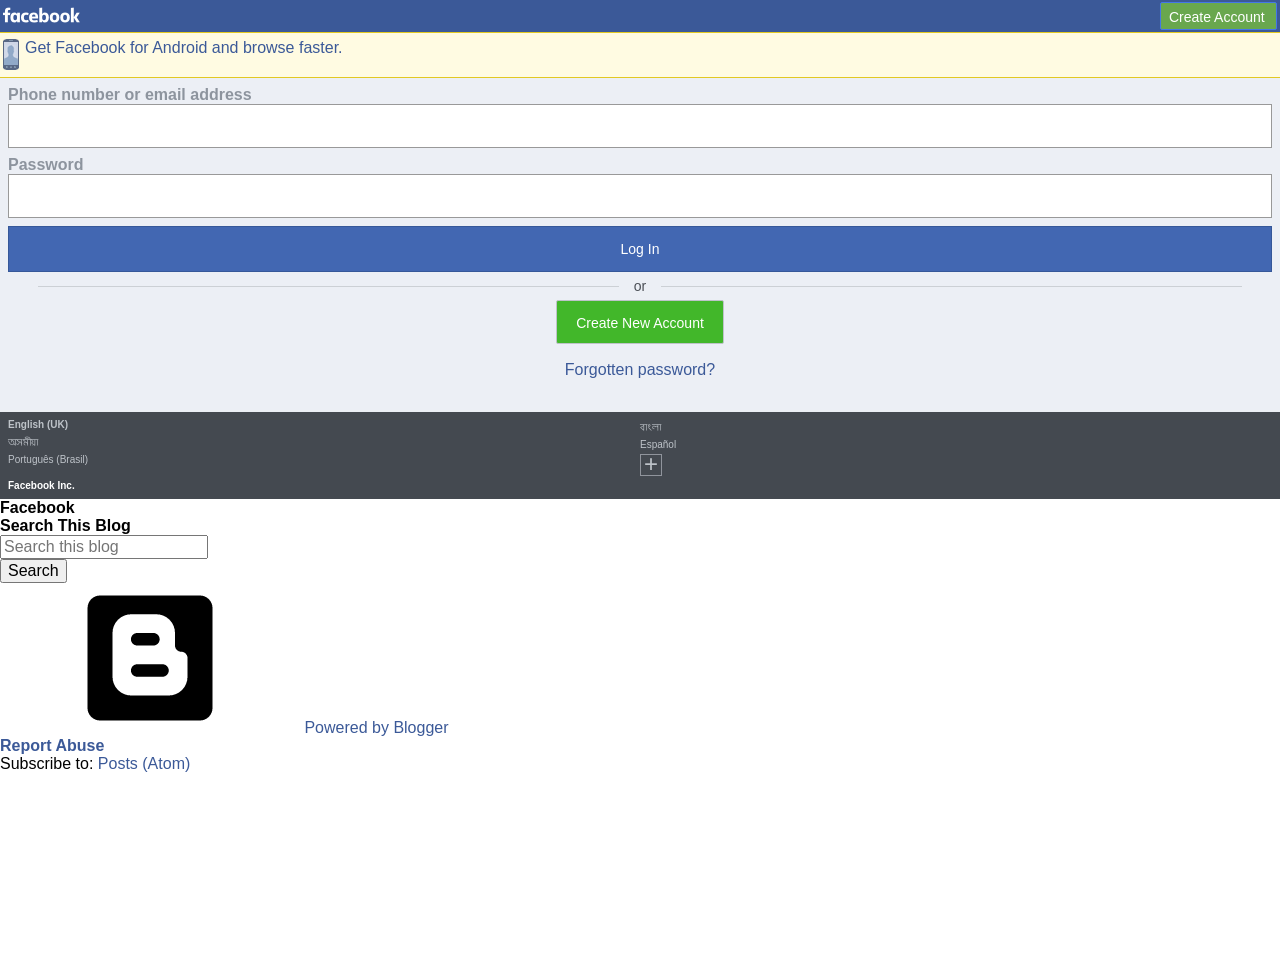 facebook
Create Account
Get Facebook for Android and browse faster.
Phone number or email address
Password
Log In
or
Create New Account
Forgotten password?
English (UK)
অসমীয়া
Português (Brasil)
বাংলা
Español
+
Facebook Inc.
Facebook
Search This Blog
Search this blog
Search
Powered by Blogger
Report Abuse
Subscribe to: Posts (Atom)